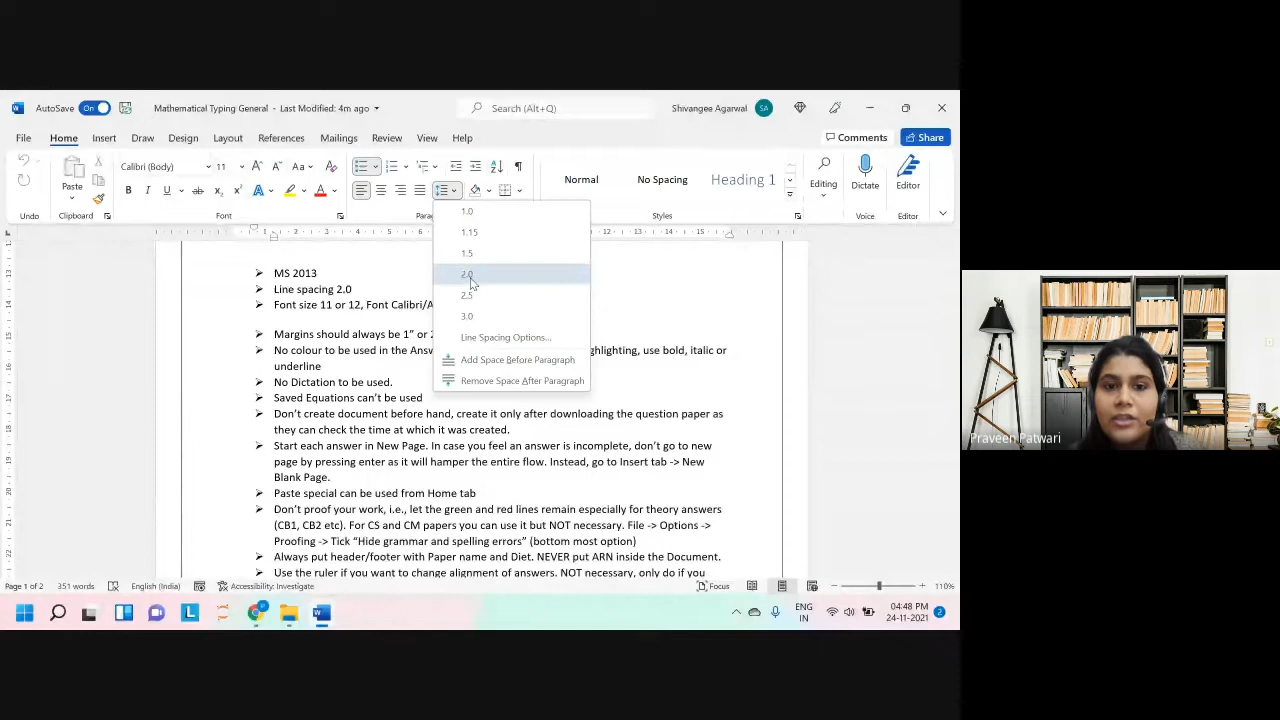 AutoSave On Mathematical Typing General - Last Modified: 4m ago Search (Alt+Q) Shivangee Agarwal SA
File Home Insert Draw Design Layout References Mailings Review View Help Comments Share
Calibri (Body) 11 Aa
Paste B I U ab x2 x2 A A Normal No Spacing Heading 1 Editing Dictate Editor
Undo Clipboard Font Parag Styles Voice Editor
1.0
1.15
1.5
2.0
2.5
3.0
Line Spacing Options...
Add Space Before Paragraph
Remove Space After Paragraph
12 13 14 15
➢ MS 2013
➢ Line spacing 2.0
➢ Font size 11 or 12, Font Calibri/A
➢ Margins should always be 1" or 2
➢ No colour to be used in the Answ ghlighting, use bold, italic or
underline
➢ No Dictation to be used.
➢ Saved Equations can't be used
➢ Don't create document before hand, create it only after downloading the question paper as
they can check the time at which it was created.
➢ Start each answer in New Page. In case you feel an answer is incomplete, don't go to new
page by pressing enter as it will hamper the entire flow. Instead, go to Insert tab -> New
Blank Page.
➢ Paste special can be used from Home tab
➢ Don't proof your work, i.e., let the green and red lines remain especially for theory answers
(CB1, CB2 etc). For CS and CM papers you can use it but NOT necessary. File -> Options ->
Proofing -> Tick "Hide grammar and spelling errors" (bottom most option)
➢ Always put header/footer with Paper name and Diet. NEVER put ARN inside the Document.
➢ Use the ruler if you want to change alignment of answers. NOT necessary, only do if you
Page 1 of 2 351 words English (India) Accessibility: Investigate Focus 110%
ENG
IN
04:48 PM
24-11-2021
2
Praveen Patwari